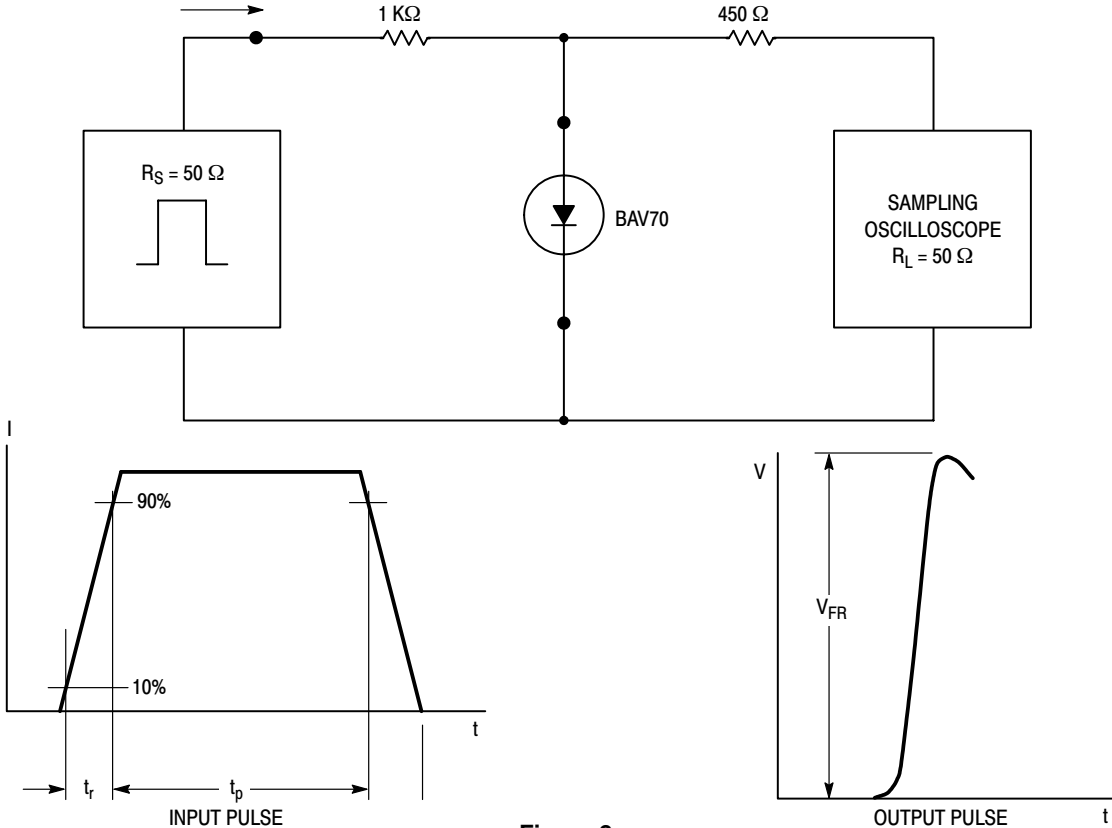 1 KΩ
450 Ω
R_S = 50 Ω
BAV70
SAMPLING
OSCILLOSCOPE
R_L = 50 Ω
I
90%
10%
t
t_r
t_p
INPUT PULSE
V
V_FR
OUTPUT PULSE
t